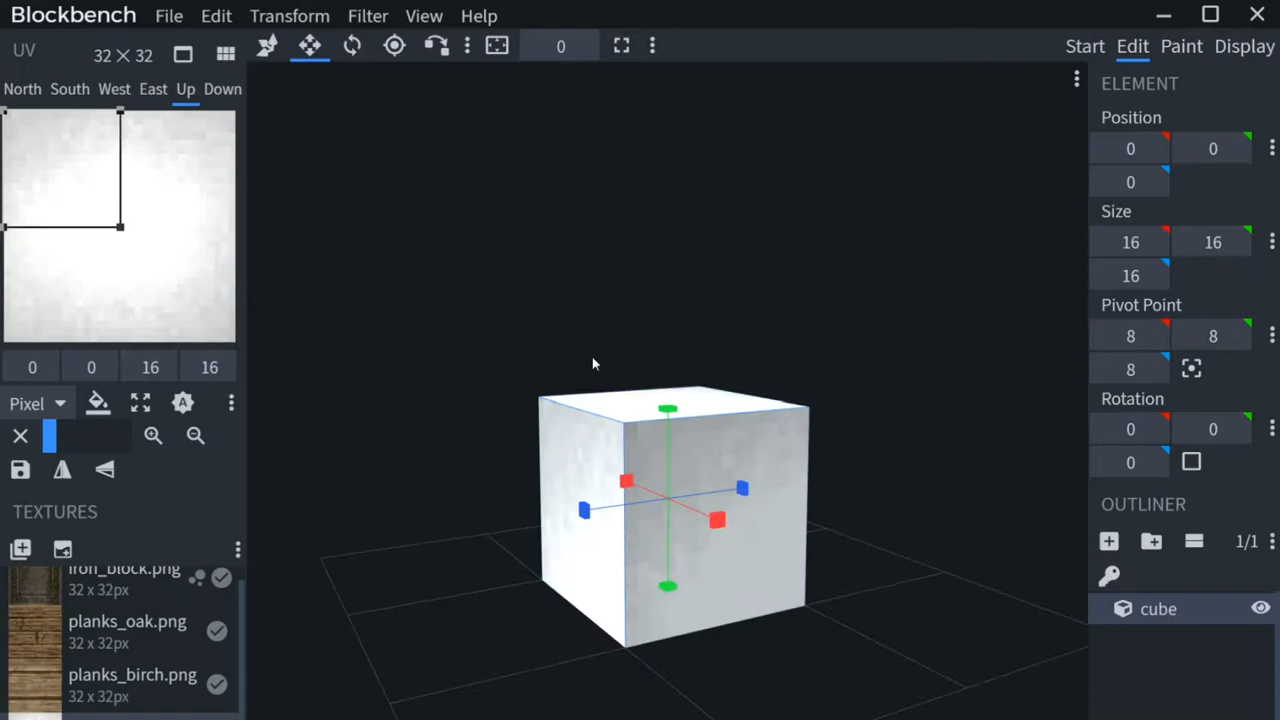 Blockbench File Edit Transform Filter View Help
UV 32 × 32 0 Start Edit Paint Display
North South West East Up Down
ELEMENT
Position
0 0
0
Size
16 16
16
Pivot Point
8 8
8
Rotation
0 0
0
0 0 16 16
Pixel
TEXTURES
iron_block.png
32 x 32px
planks_oak.png
32 x 32px
planks_birch.png
32 x 32px
OUTLINER
1/1
cube